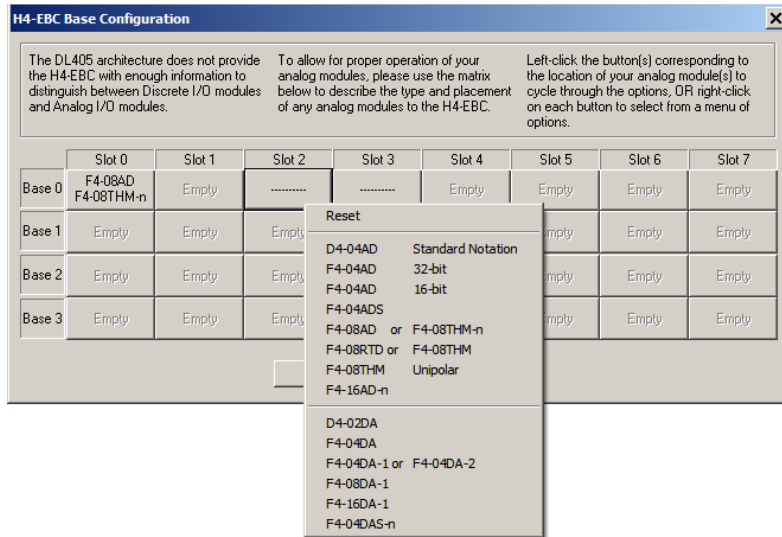 H4-EBC Base Configuration
The DL405 architecture does not provide
the H4-EBC with enough information to
distinguish between Discrete I/O modules
and Analog I/O modules.
To allow for proper operation of your
analog modules, please use the matrix
below to describe the type and placement
of any analog modules to the H4-EBC.
Left-click the button(s) corresponding to
the location of your analog module(s) to
cycle through the options, OR right-click
on each button to select from a menu of
options.
Slot 0 Slot 1 Slot 2 Slot 3 Slot 4 Slot 5 Slot 6 Slot 7
Base 0 F4-08AD F4-08THM-n Empty ---------- ---------- Empty Empty Empty Empty
Base 1 Empty Empty Empty Empty Empty
Base 2 Empty Empty Empty Empty Empty
Base 3 Empty Empty Empty Empty Empty
Reset
D4-04AD Standard Notation
F4-04AD 32-bit
F4-04AD 16-bit
F4-04ADS
F4-08AD or F4-08THM-n
F4-08RTD or F4-08THM
F4-08THM Unipolar
F4-16AD-n
D4-02DA
F4-04DA
F4-04DA-1 or F4-04DA-2
F4-08DA-1
F4-16DA-1
F4-04DAS-n